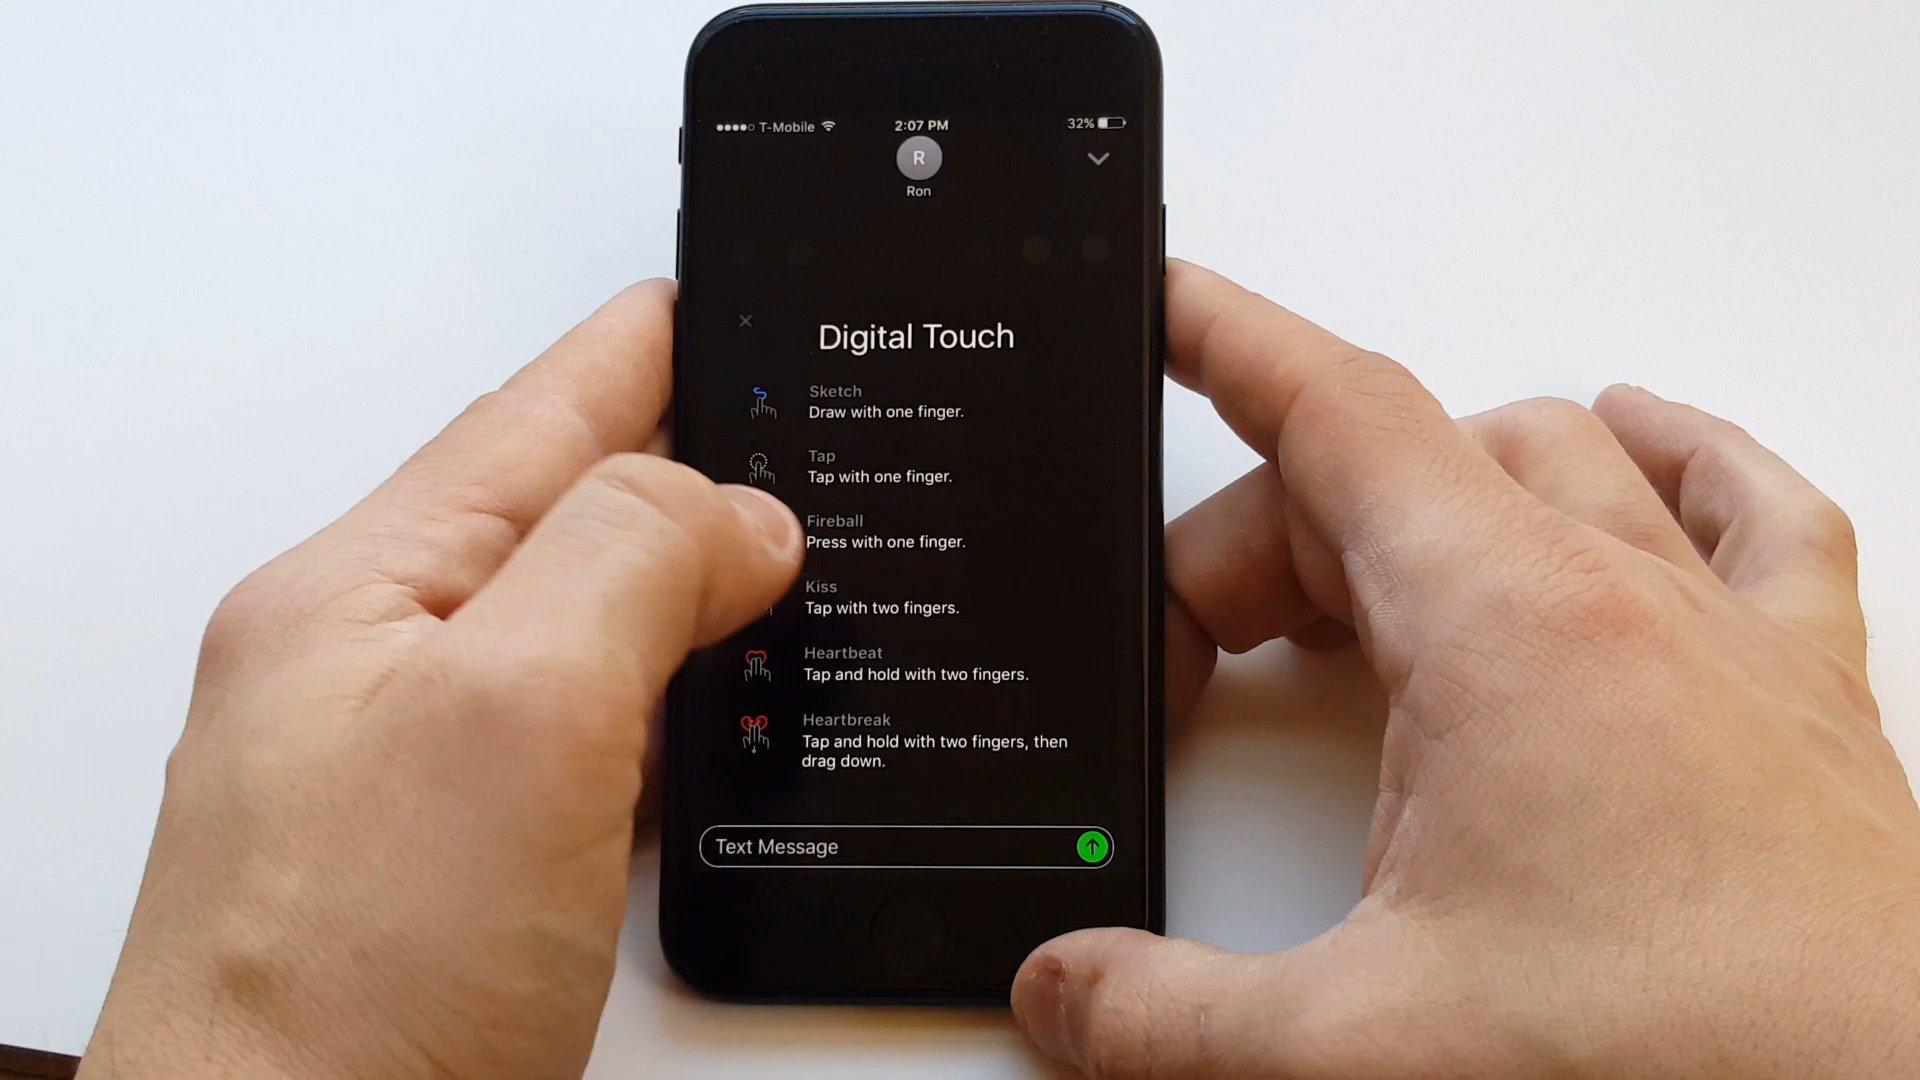 T-Mobile 2:07 PM 32%
R
Ron
Digital Touch
Sketch
Draw with one finger.
Tap
Tap with one finger.
Fireball
Press with one finger.
Kiss
Tap with two fingers.
Heartbeat
Tap and hold with two fingers.
Heartbreak
Tap and hold with two fingers, then
drag down.
Text Message